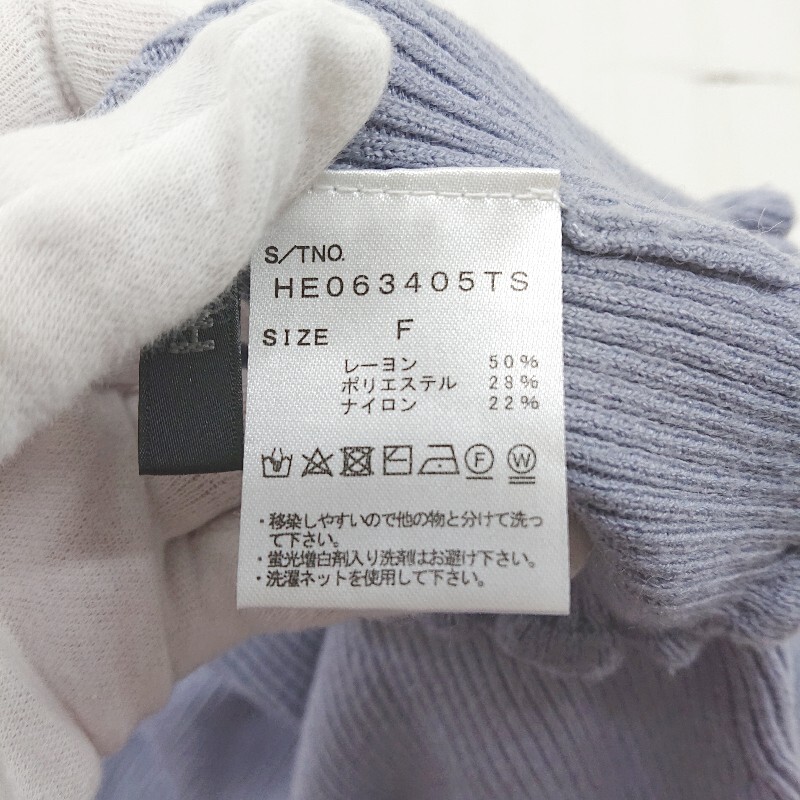 S/TNO.
HE063405TS
SIZE F
レーヨン 50%
ポリエステル 28%
ナイロン 22%
F W
・移染しやすいので他の物と分けて洗っ
て下さい。
・蛍光増白剤入り洗剤はお避け下さい。
・洗濯ネットを使用して下さい。